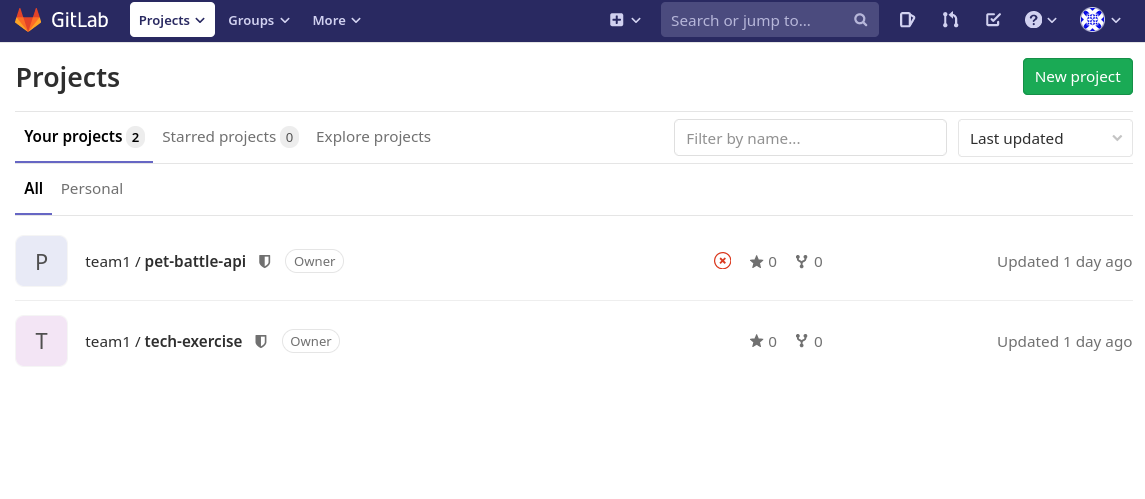 GitLab Projects Groups More Search or jump to...
Projects New project
Your projects 2 Starred projects 0 Explore projects Filter by name... Last updated
All Personal
P team1 / pet-battle-api Owner 0 0 Updated 1 day ago
T team1 / tech-exercise Owner 0 0 Updated 1 day ago